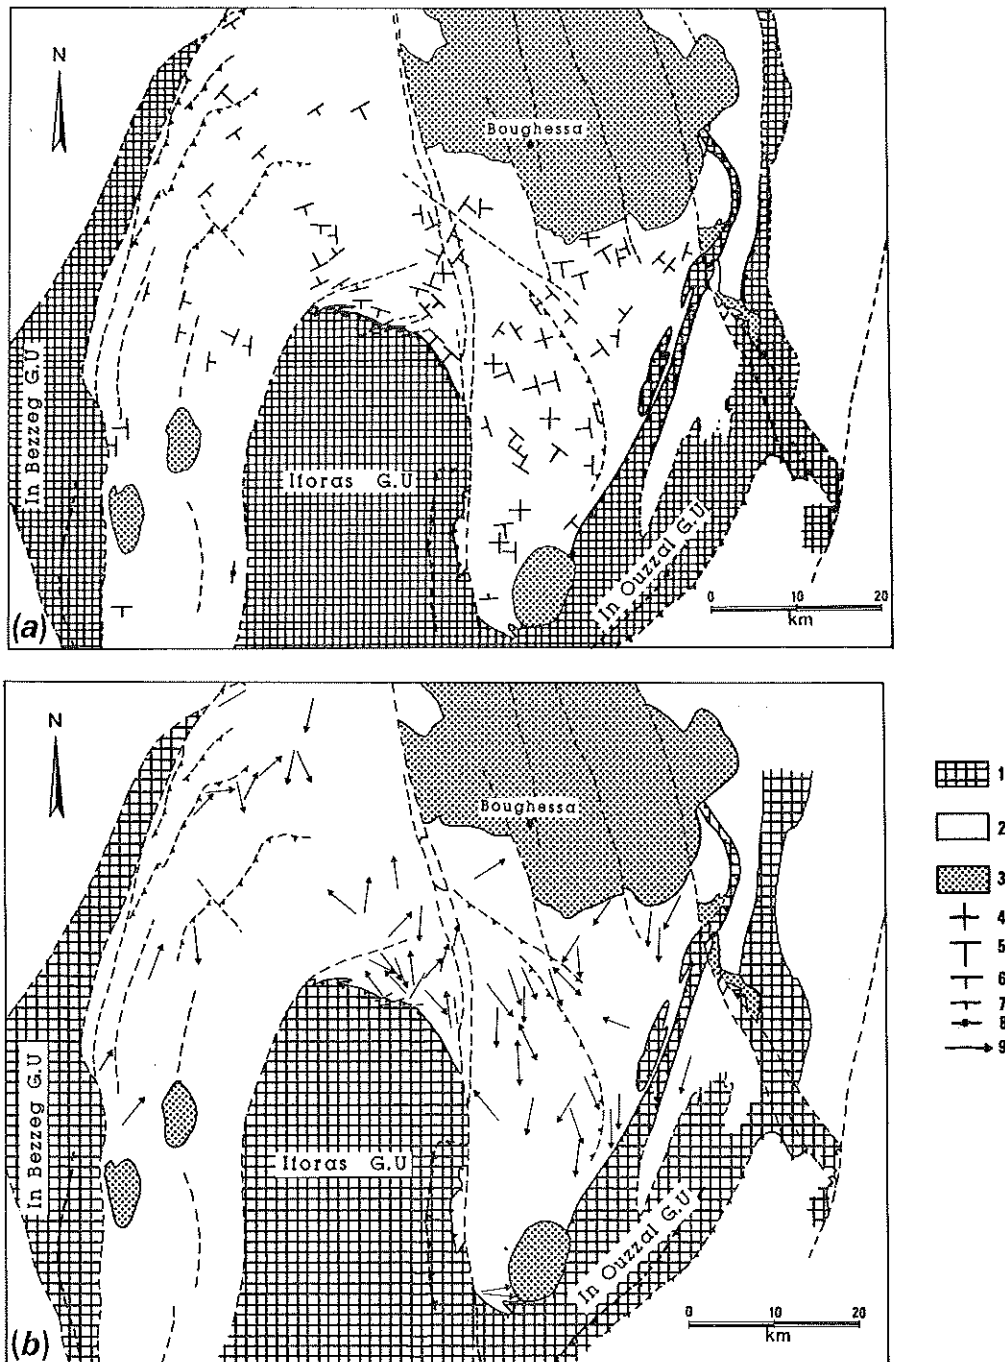 N
Boughessa
In Bezzeg G.U
Iforas G.U
In Ouzzal G.U
0 10 20
km
(a)
N
Boughessa
In Bezzeg G.U
Iforas G.U
In Ouzzal G.U
0 10 20
km
(b)
1
2
3
4
5
6
7
8
9